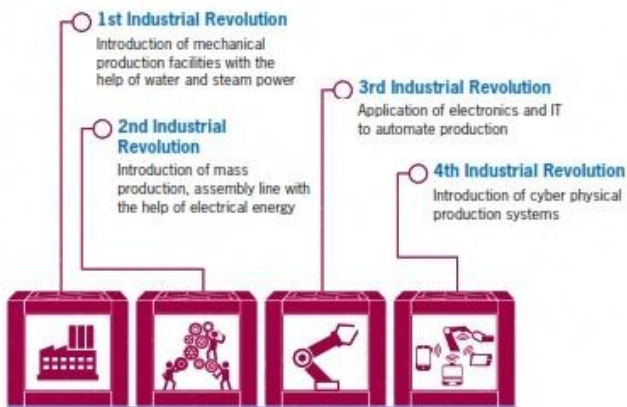 1st Industrial Revolution
Introduction of mechanical
production facilities with the
help of water and steam power
2nd Industrial
Revolution
Introduction of mass
production, assembly line with
the help of electrical energy
3rd Industrial Revolution
Application of electronics and IT
to automate production
4th Industrial Revolution
Introduction of cyber physical
production systems